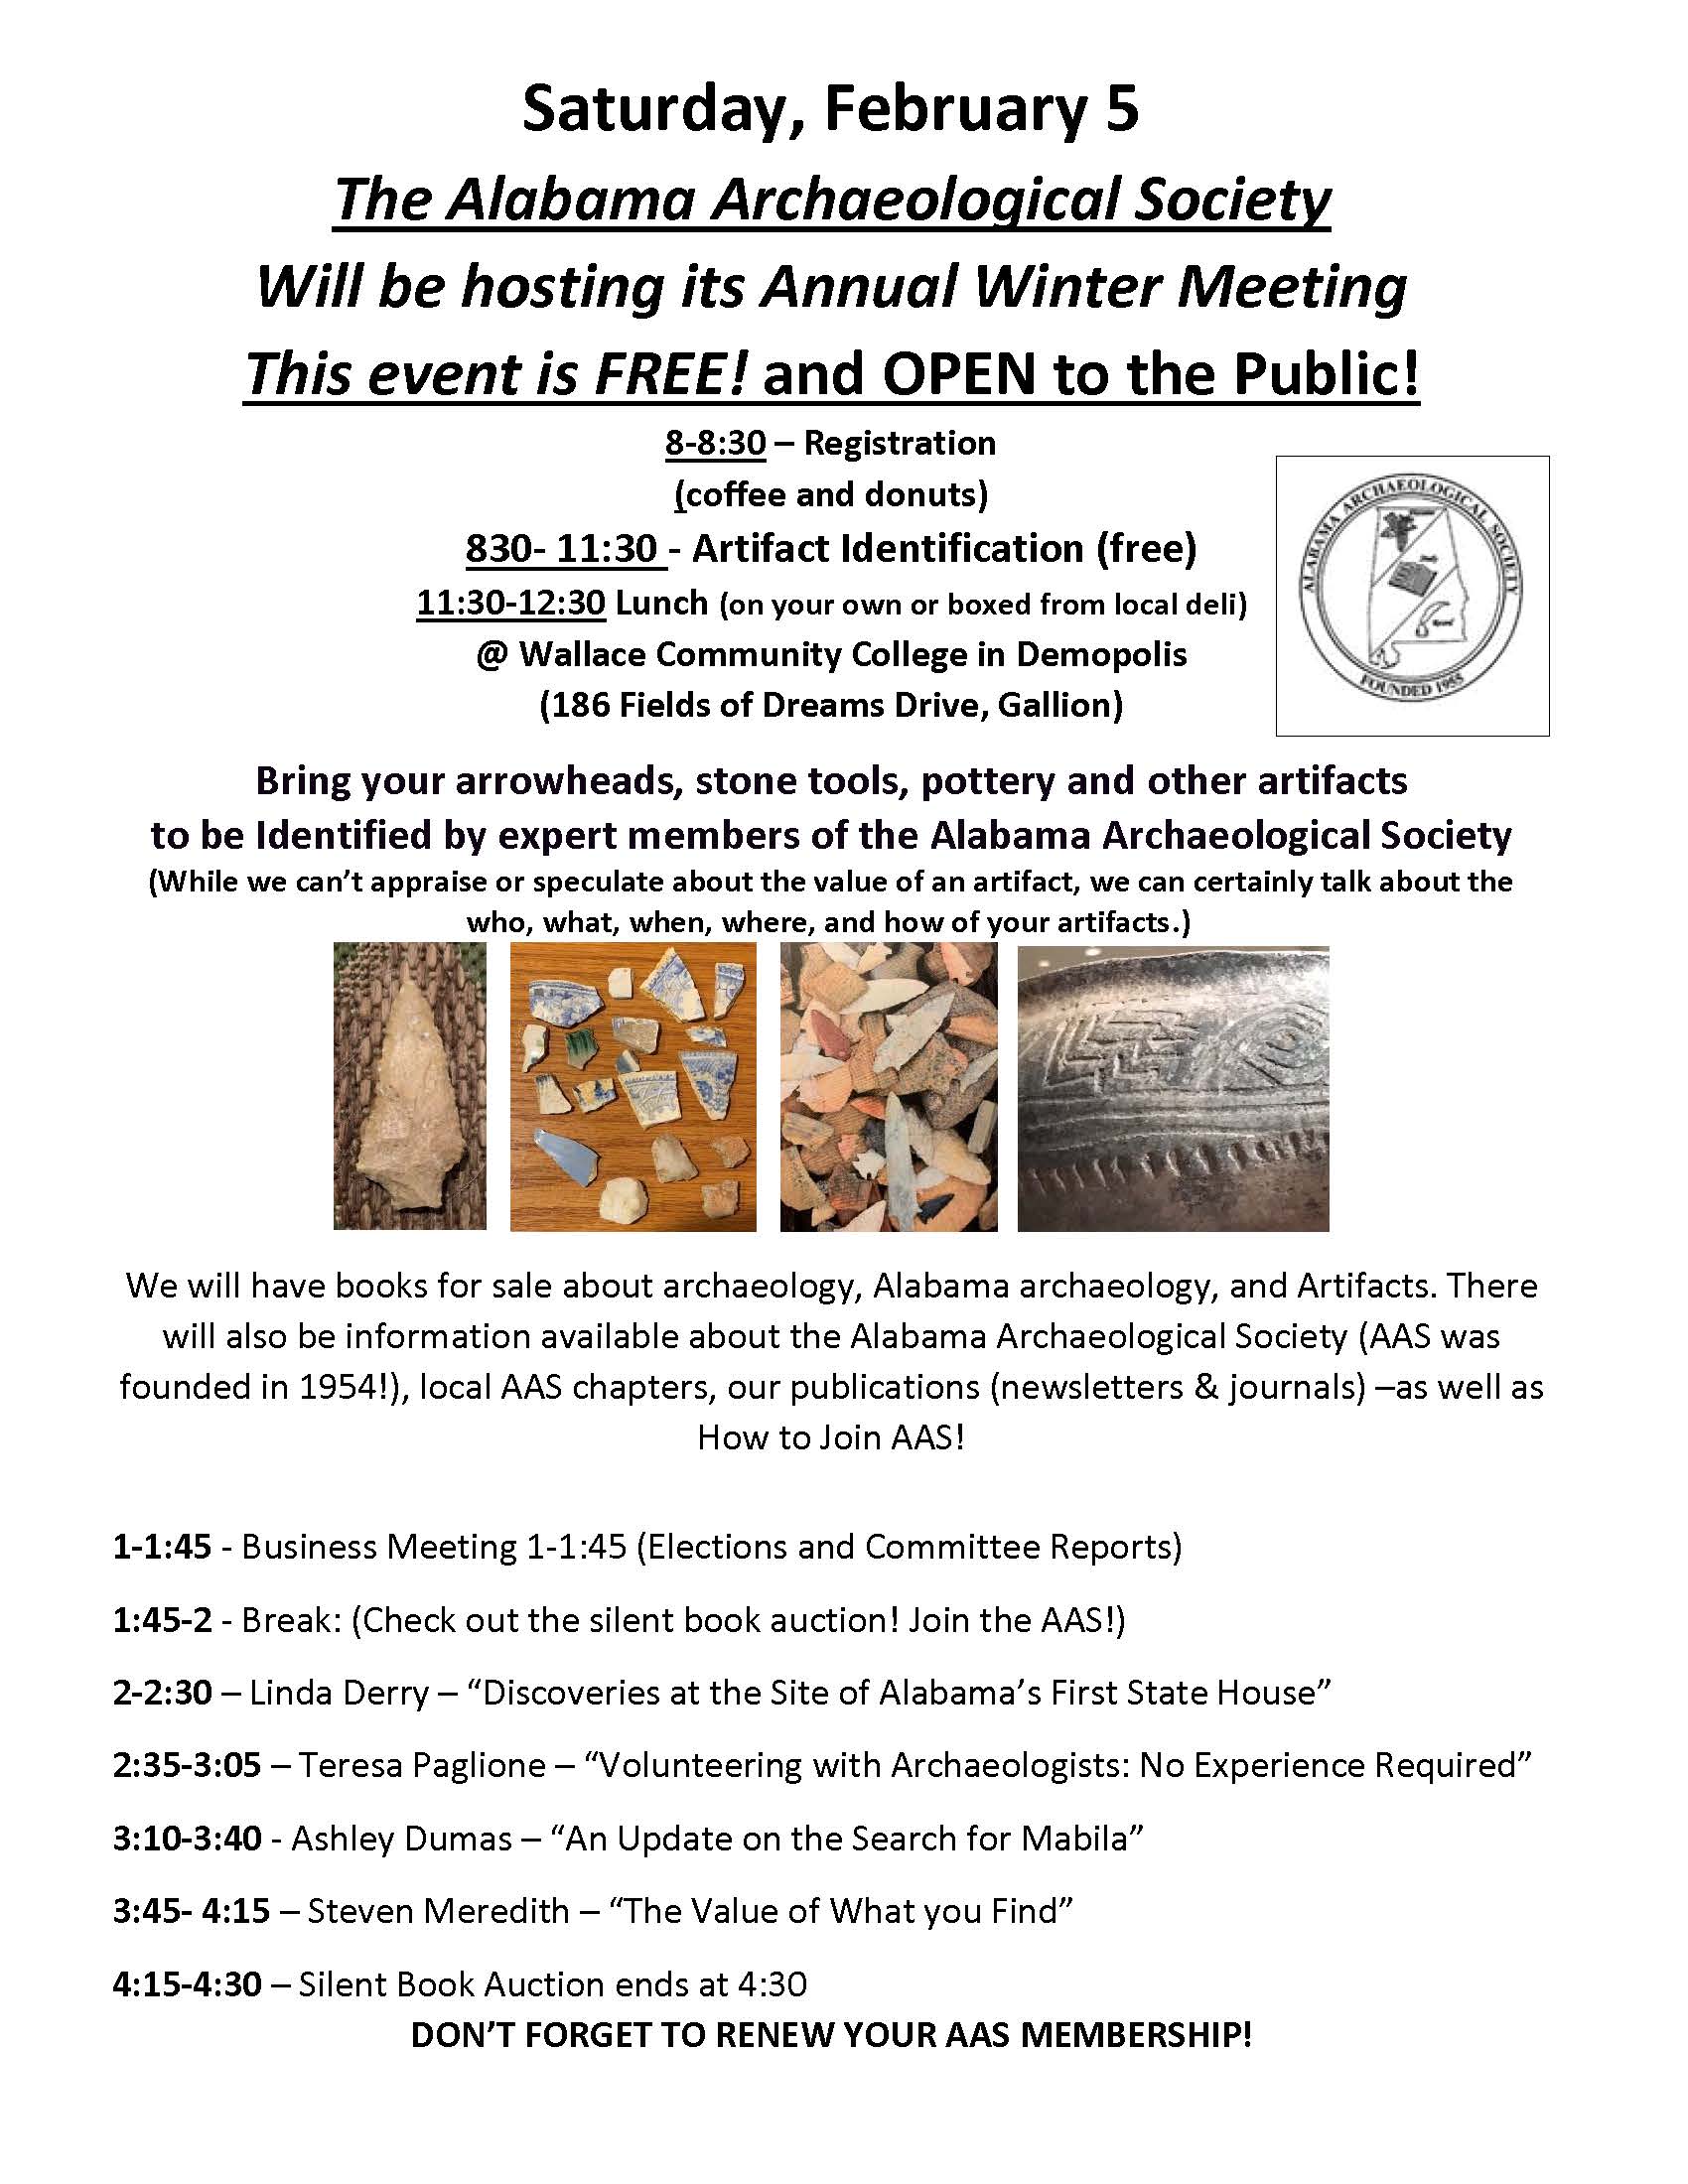 Saturday, February 5
The Alabama Archaeological Society
Will be hosting its Annual Winter Meeting
This event is FREE! and OPEN to the Public!
8-8:30 – Registration
(coffee and donuts)
830- 11:30 - Artifact Identification (free)
11:30-12:30 Lunch (on your own or boxed from local deli)
@ Wallace Community College in Demopolis
(186 Fields of Dreams Drive, Gallion)
ALABAMA ARCHAEOLOGICAL SOCIETY
Study
Record
FOUNDED 1955
Bring your arrowheads, stone tools, pottery and other artifacts
to be Identified by expert members of the Alabama Archaeological Society
(While we can’t appraise or speculate about the value of an artifact, we can certainly talk about the
who, what, when, where, and how of your artifacts.)
We will have books for sale about archaeology, Alabama archaeology, and Artifacts. There
will also be information available about the Alabama Archaeological Society (AAS was
founded in 1954!), local AAS chapters, our publications (newsletters & journals) –as well as
How to Join AAS!
1-1:45 - Business Meeting 1-1:45 (Elections and Committee Reports)
1:45-2 - Break: (Check out the silent book auction! Join the AAS!)
2-2:30 – Linda Derry – “Discoveries at the Site of Alabama’s First State House”
2:35-3:05 – Teresa Paglione – “Volunteering with Archaeologists: No Experience Required”
3:10-3:40 - Ashley Dumas – “An Update on the Search for Mabila”
3:45- 4:15 – Steven Meredith – “The Value of What you Find”
4:15-4:30 – Silent Book Auction ends at 4:30
DON’T FORGET TO RENEW YOUR AAS MEMBERSHIP!